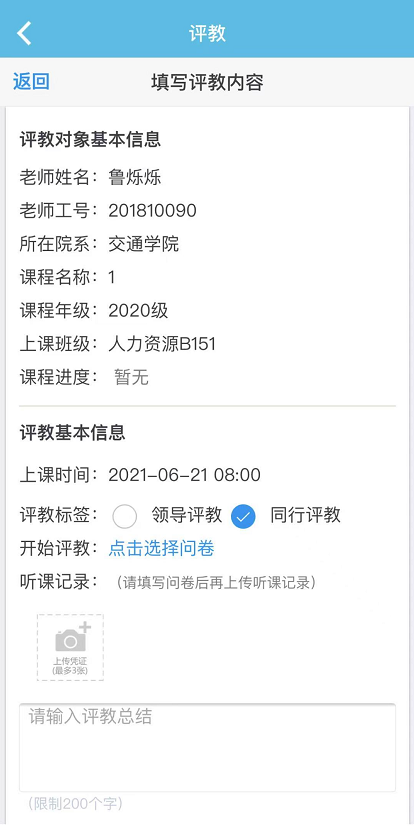 评教
返回 填写评教内容
评教对象基本信息
老师姓名：鲁烁烁
老师工号：201810090
所在院系：交通学院
课程名称：1
课程年级：2020级
上课班级：人力资源B151
课程进度：暂无
评教基本信息
上课时间：2021-06-21 08:00
评教标签： 领导评教 同行评教
开始评教：点击选择问卷
听课记录：（请填写问卷后再上传听课记录）
上传凭证
(最多3张)
请输入评教总结
(限制200个字)